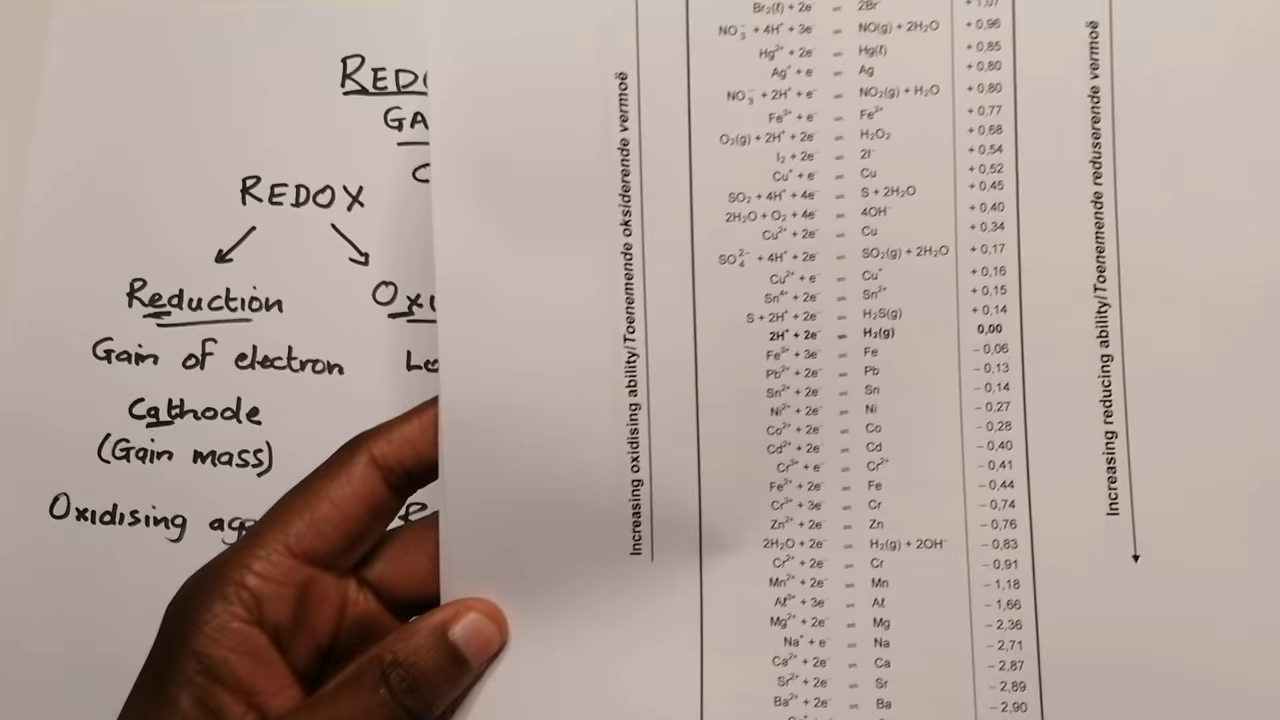 REDO
GA
C
REDOX
Reduction
Oxi
Gain of electron
Lo
Cathode
(Gain mass)
Oxidising age
Increasing oxidising ability/Toenemende oksiderende vermoë
Br₂(ℓ) + 2e⁻ = 2Br⁻ + 1,07
NO₃⁻ + 4H⁺ + 3e⁻ = NO(g) + 2H₂O + 0,96
Hg²⁺ + 2e⁻ = Hg(ℓ) + 0,85
Ag⁺ + e⁻ = Ag + 0,80
NO₃⁻ + 2H⁺ + e⁻ = NO₂(g) + H₂O + 0,80
Fe³⁺ + e⁻ = Fe²⁺ + 0,77
O₂(g) + 2H⁺ + 2e⁻ = H₂O₂ + 0,68
I₂ + 2e⁻ = 2I⁻ + 0,54
Cu⁺ + e⁻ = Cu + 0,52
SO₂ + 4H⁺ + 4e⁻ = S + 2H₂O + 0,45
2H₂O + O₂ + 4e⁻ = 4OH⁻ + 0,40
Cu²⁺ + 2e⁻ = Cu + 0,34
SO₄²⁻ + 4H⁺ + 2e⁻ = SO₂(g) + 2H₂O + 0,17
Cu²⁺ + e⁻ = Cu⁺ + 0,16
Sn⁴⁺ + 2e⁻ = Sn²⁺ + 0,15
S + 2H⁺ + 2e⁻ = H₂S(g) + 0,14
2H⁺ + 2e⁻ = H₂(g) 0,00
Fe³⁺ + 3e⁻ = Fe − 0,06
Pb²⁺ + 2e⁻ = Pb − 0,13
Sn²⁺ + 2e⁻ = Sn − 0,14
Ni²⁺ + 2e⁻ = Ni − 0,27
Co²⁺ + 2e⁻ = Co − 0,28
Cd²⁺ + 2e⁻ = Cd − 0,40
Cr³⁺ + e⁻ = Cr²⁺ − 0,41
Fe²⁺ + 2e⁻ = Fe − 0,44
Cr³⁺ + 3e⁻ = Cr − 0,74
Zn²⁺ + 2e⁻ = Zn − 0,76
2H₂O + 2e⁻ = H₂(g) + 2OH⁻ − 0,83
Cr²⁺ + 2e⁻ = Cr − 0,91
Mn²⁺ + 2e⁻ = Mn − 1,18
Aℓ³⁺ + 3e⁻ = Aℓ − 1,66
Mg²⁺ + 2e⁻ = Mg − 2,36
Na⁺ + e⁻ = Na − 2,71
Ca²⁺ + 2e⁻ = Ca − 2,87
Sr²⁺ + 2e⁻ = Sr − 2,89
Ba²⁺ + 2e⁻ = Ba − 2,90
Increasing reducing ability/Toenemende reduserende vermoë